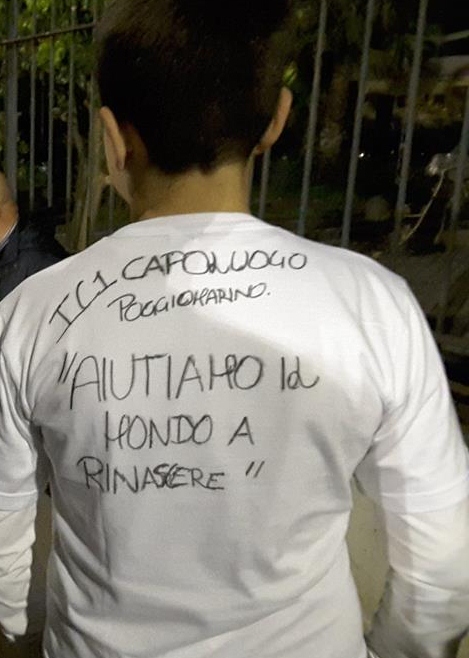 IC1 CAPOLUOGO
POGGIOMARINO.
"AIUTIAMO Il
MONDO A
RINASCERE"